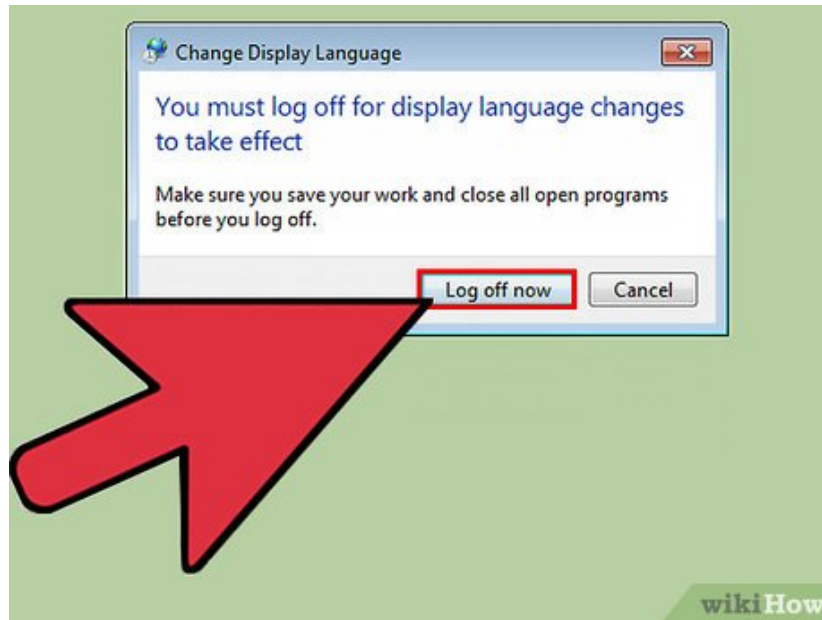 Change Display Language
You must log off for display language changes
to take effect
Make sure you save your work and close all open programs
before you log off.
Log off now
Cancel
wikiHow